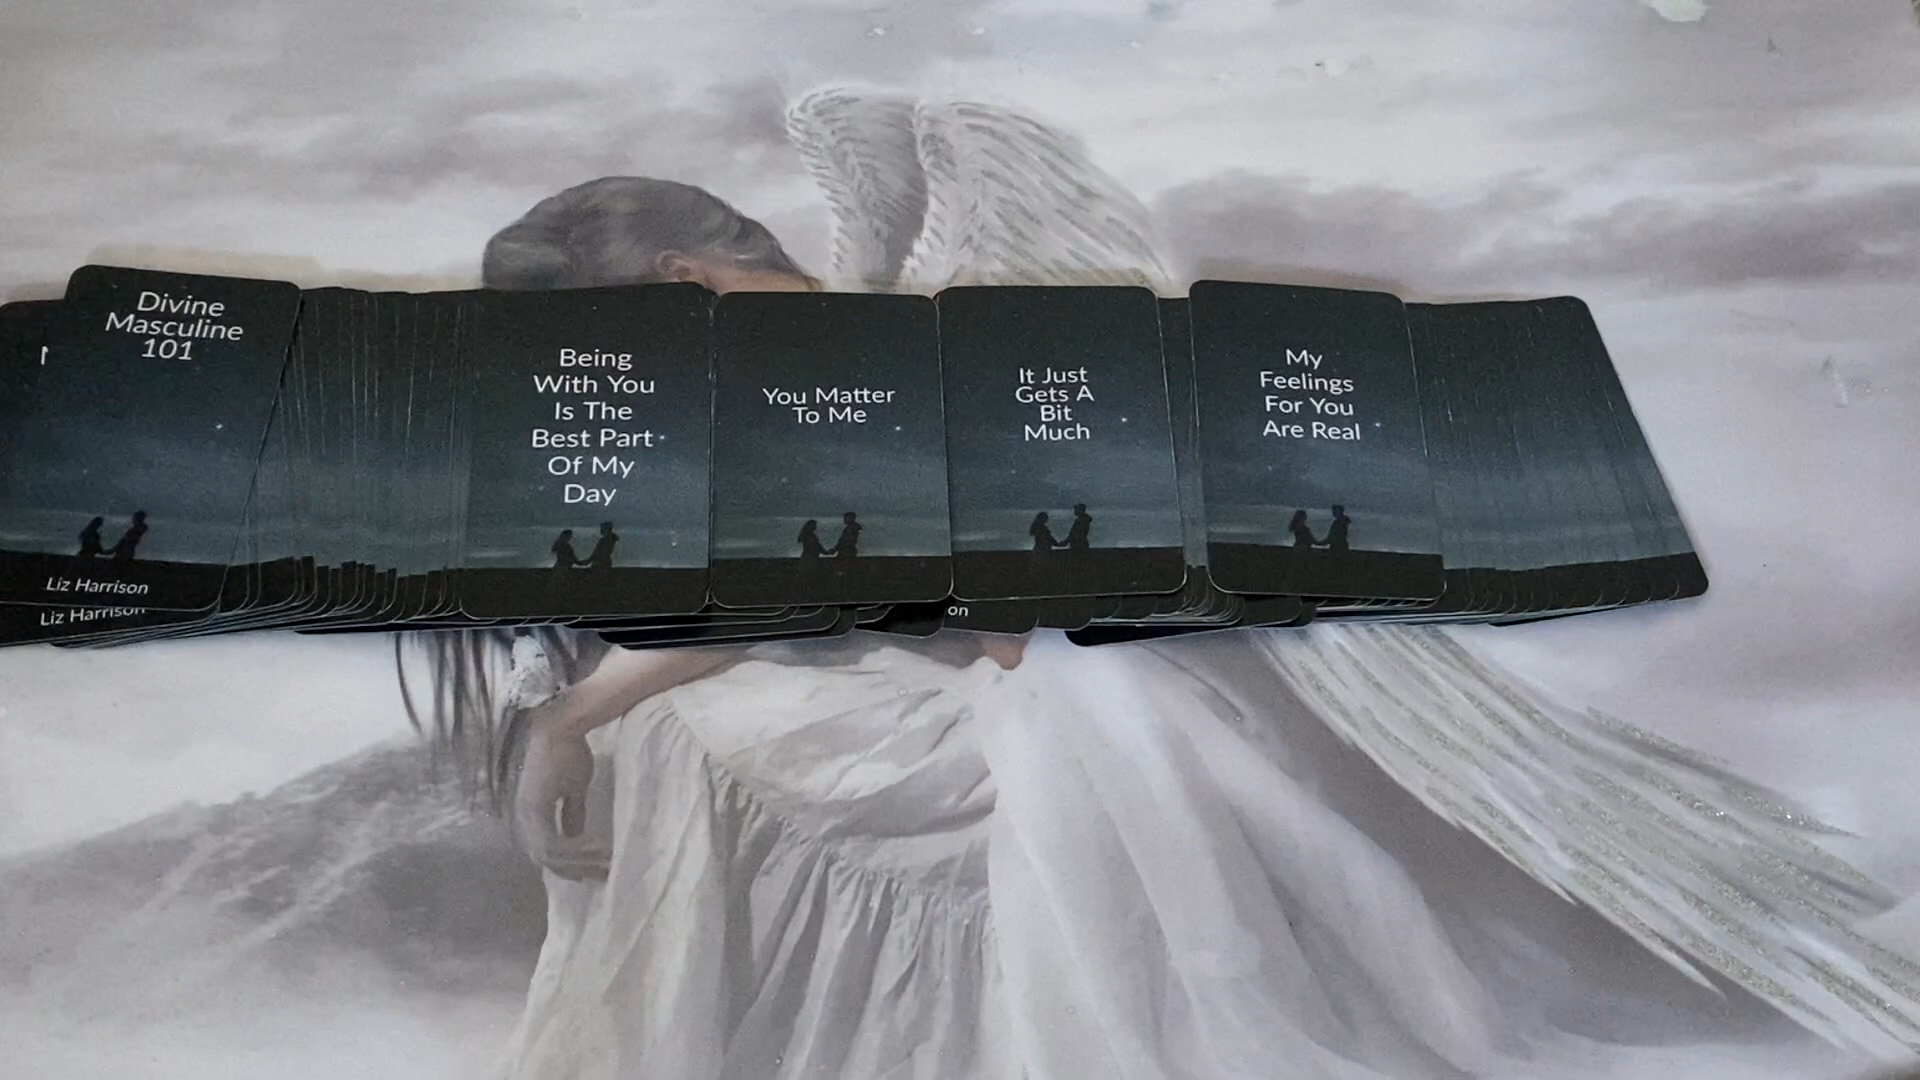 Divine
Masculine
101
Liz Harrison
Liz Harrison
Being
With You
Is The
Best Part
Of My
Day
You Matter
To Me
It Just
Gets A
Bit
Much
on
My
Feelings
For You
Are Real